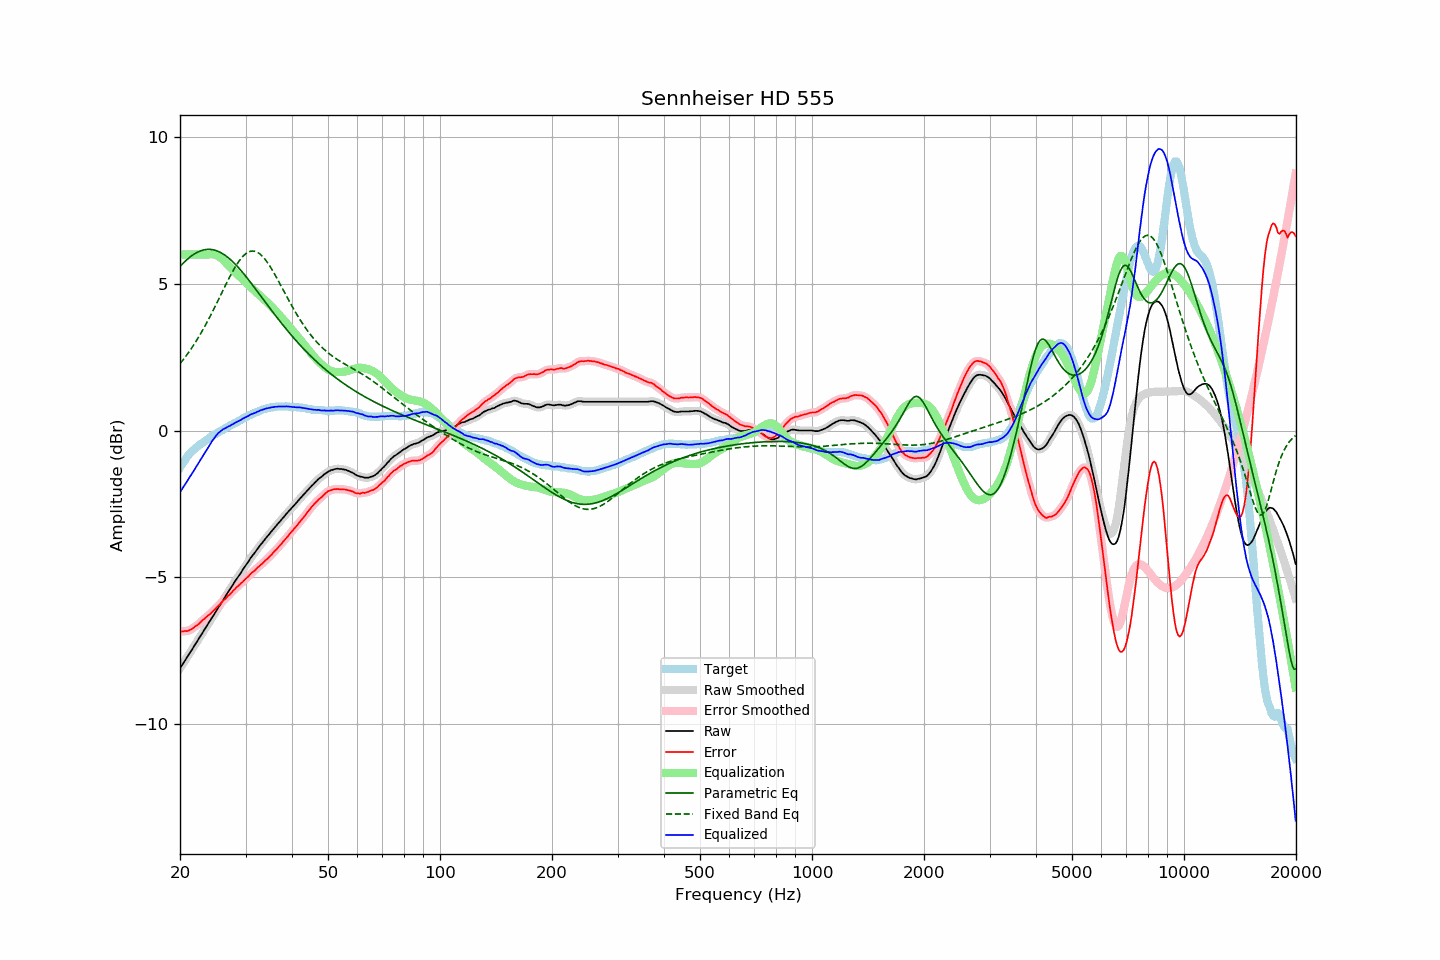 Sennheiser HD 555
10
5
0
−5
−10
Amplitude (dBr)
Target
Raw Smoothed
Error Smoothed
Raw
Error
Equalization
Parametric Eq
Fixed Band Eq
Equalized
20 50 100 200 500 1000 2000 5000 10000 20000
Frequency (Hz)